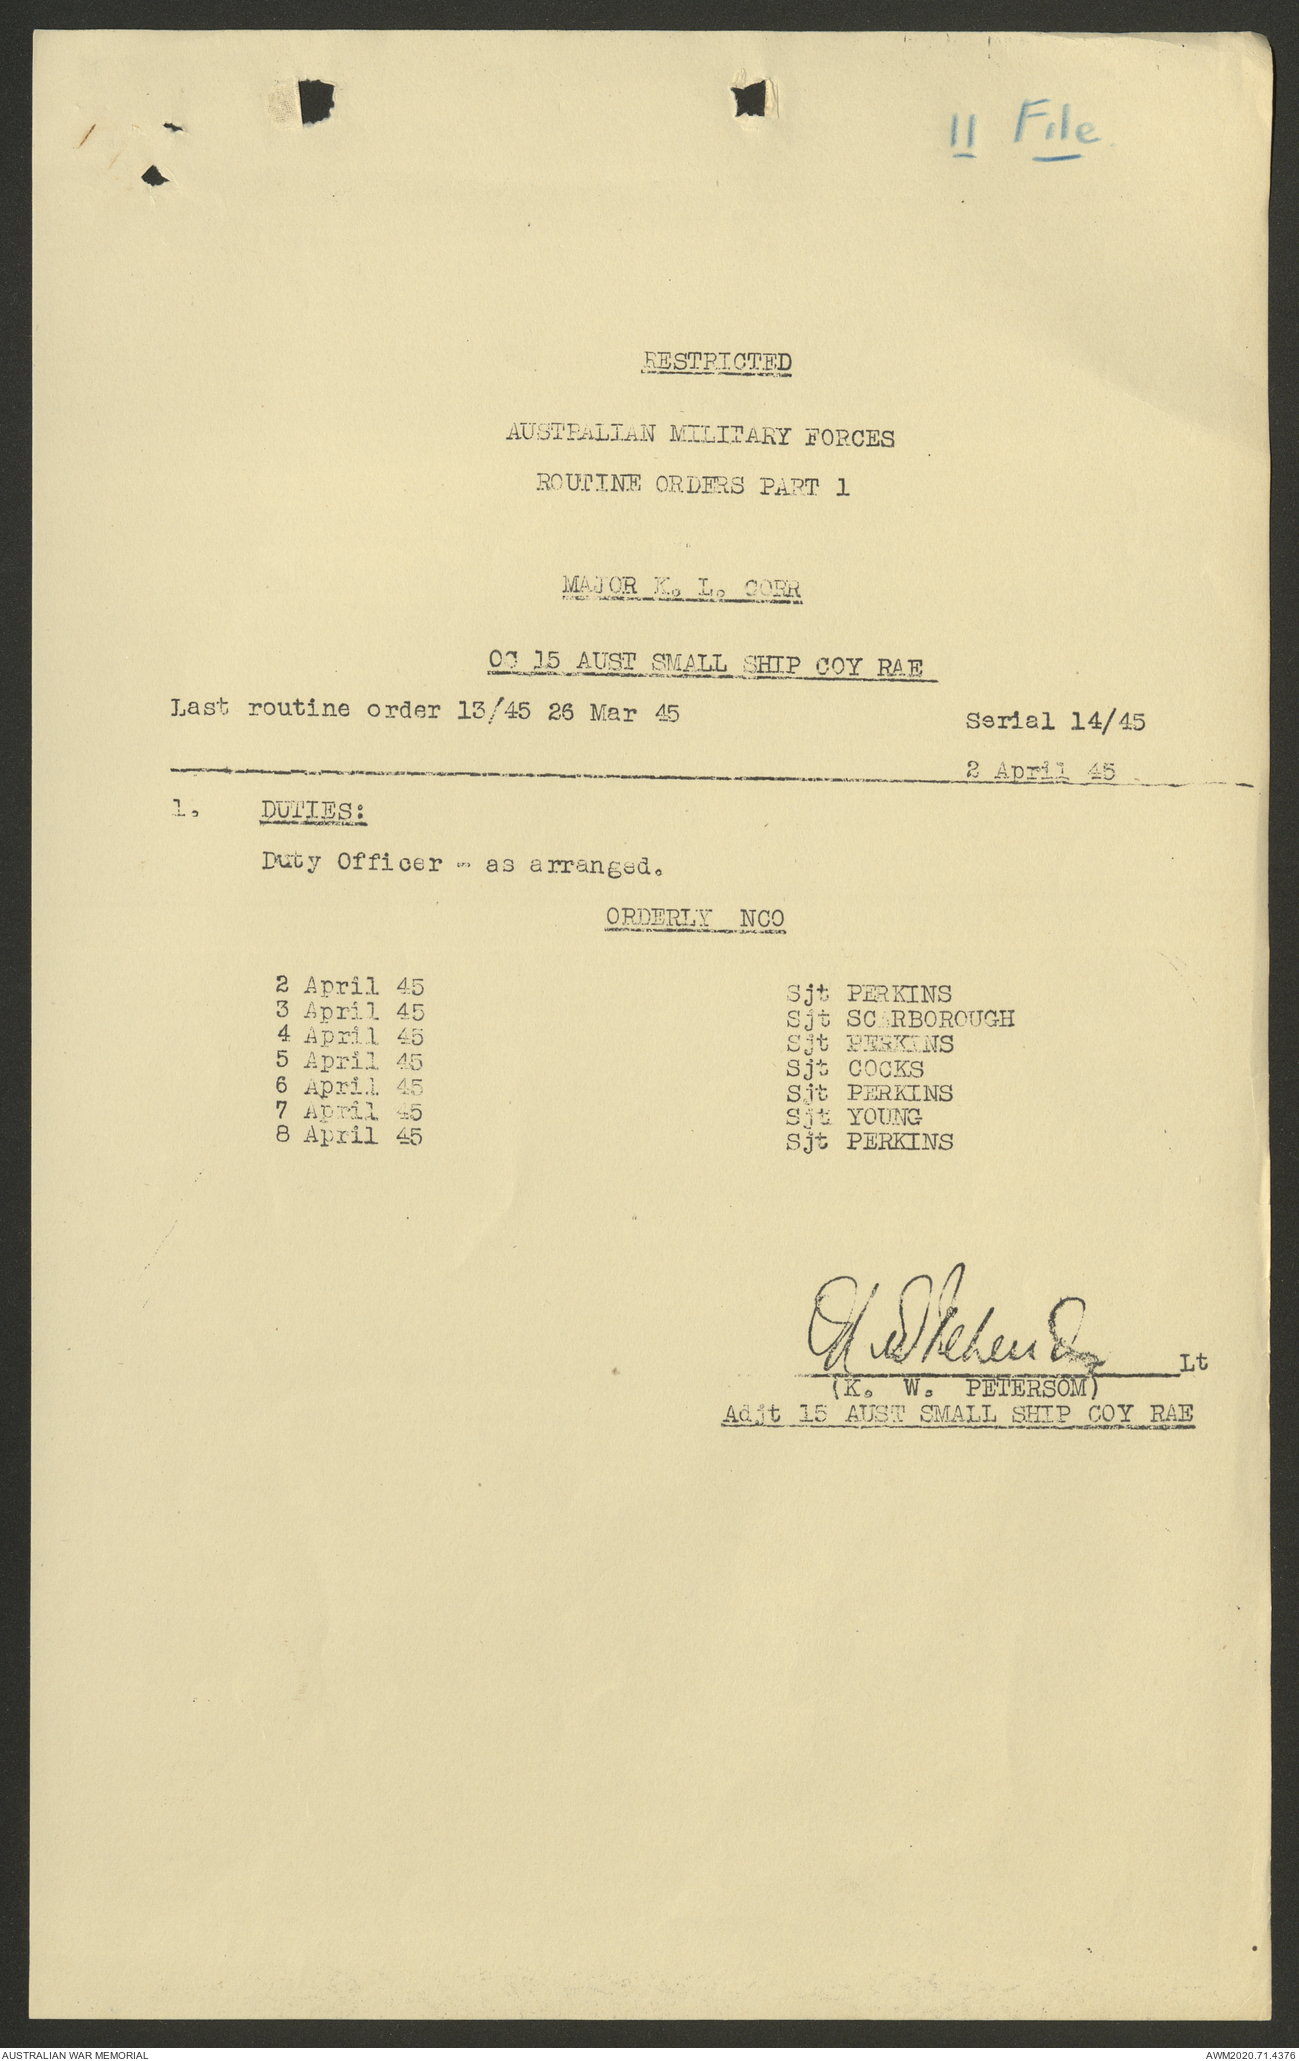 11 File.
RESTRICTED
AUSTRALIAN MILITARY FORCES
ROUTINE ORDERS PART 1
MAJOR K. L. GORR
OC 15 AUST SMALL SHIP COY RAE
Last routine order 13/45 26 Mar 45
Serial 14/45
2 April 45
1. DUTIES:
Duty Officer - as arranged.
ORDERLY NCO
2 April 45 Sjt PERKINS
3 April 45 Sjt SCARBOROUGH
4 April 45 Sjt PERKINS
5 April 45 Sjt COCKS
6 April 45 Sjt PERKINS
7 April 45 Sjt YOUNG
8 April 45 Sjt PERKINS
Lt
(K. W. PETERSOM)
Adjt 15 AUST SMALL SHIP COY RAE
AUSTRALIAN WAR MEMORIAL
AWM2020.71.4376